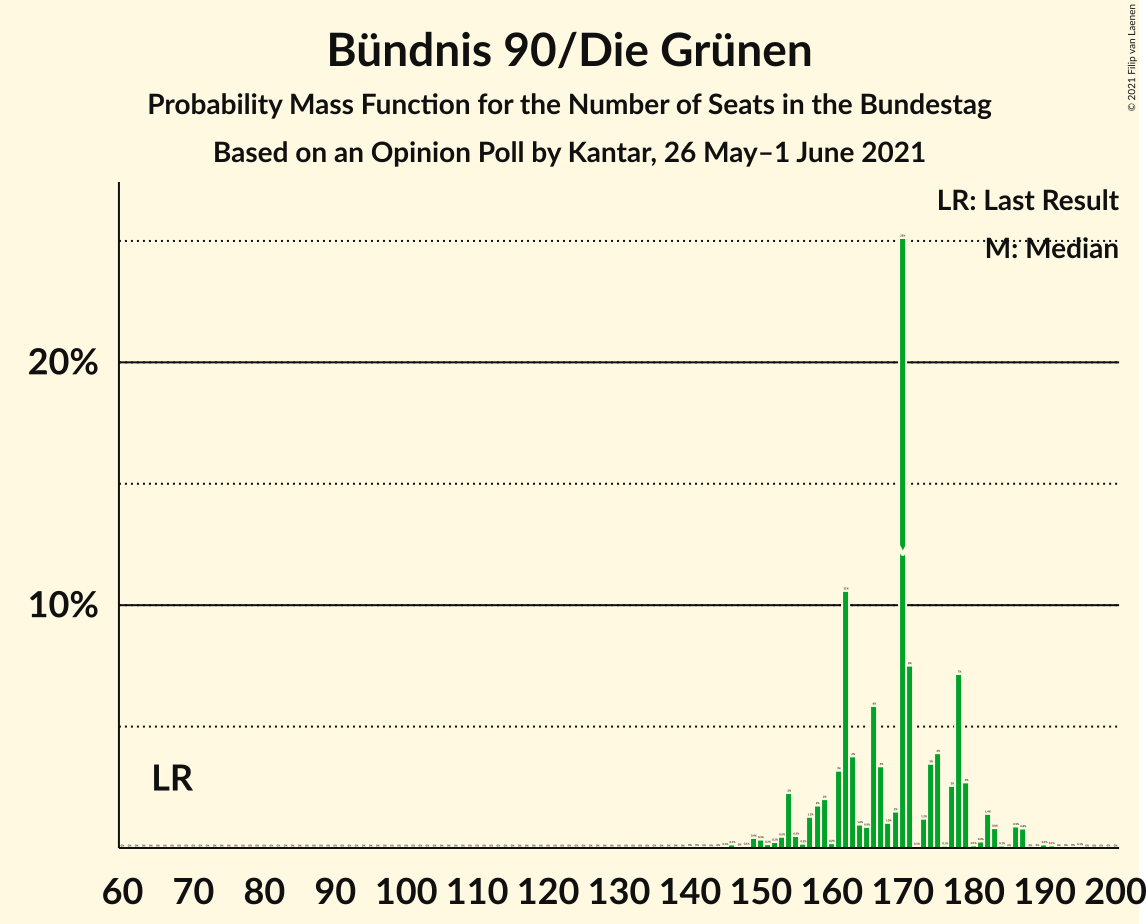 Bündnis 90/Die Grünen
Probability Mass Function for the Number of Seats in the Bundestag
Based on an Opinion Poll by Kantar, 26 May–1 June 2021
© 2021 Filip van Laenen
LR: Last Result
M: Median
20%
10%
LR
60 70 80 90 100 110 120 130 140 150 160 170 180 190 200